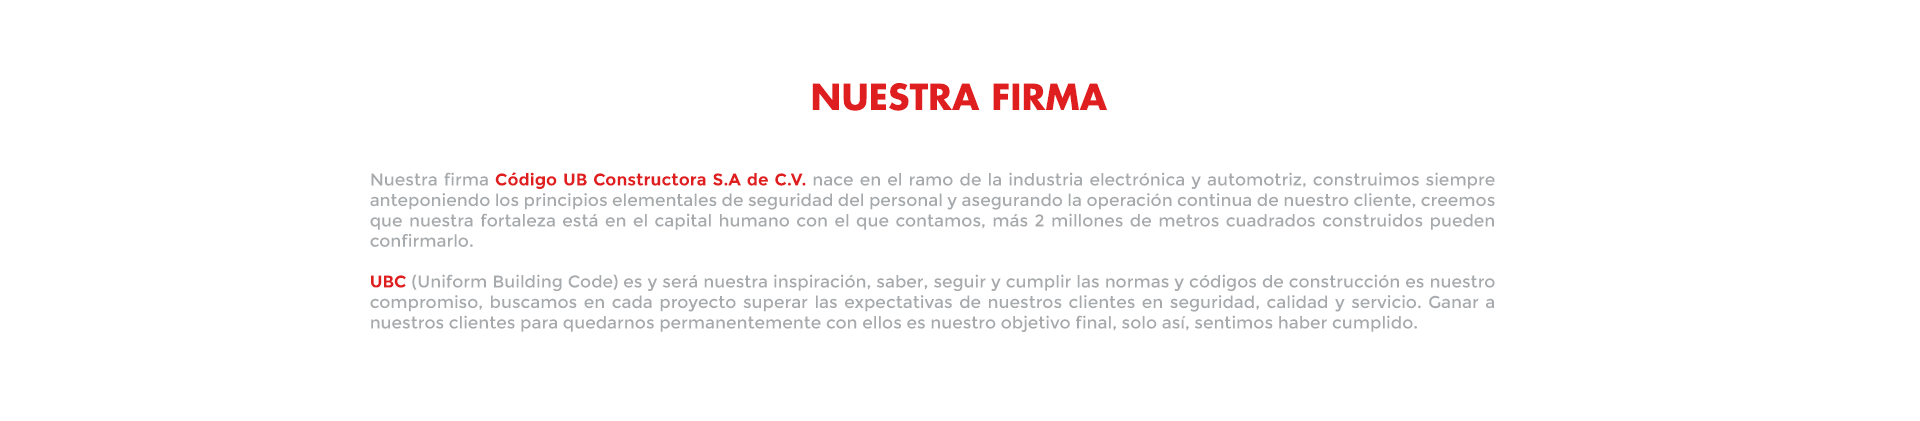 NUESTRA FIRMA
Nuestra firma Código UB Constructora S.A de C.V. nace en el ramo de la industria electrónica y automotriz, construimos siempre
anteponiendo los principios elementales de seguridad del personal y asegurando la operación continua de nuestro cliente, creemos
que nuestra fortaleza está en el capital humano con el que contamos, más 2 millones de metros cuadrados construidos pueden
confirmarlo.
UBC (Uniform Building Code) es y será nuestra inspiración, saber, seguir y cumplir las normas y códigos de construcción es nuestro
compromiso, buscamos en cada proyecto superar las expectativas de nuestros clientes en seguridad, calidad y servicio. Ganar a
nuestros clientes para quedarnos permanentemente con ellos es nuestro objetivo final, solo así, sentimos haber cumplido.